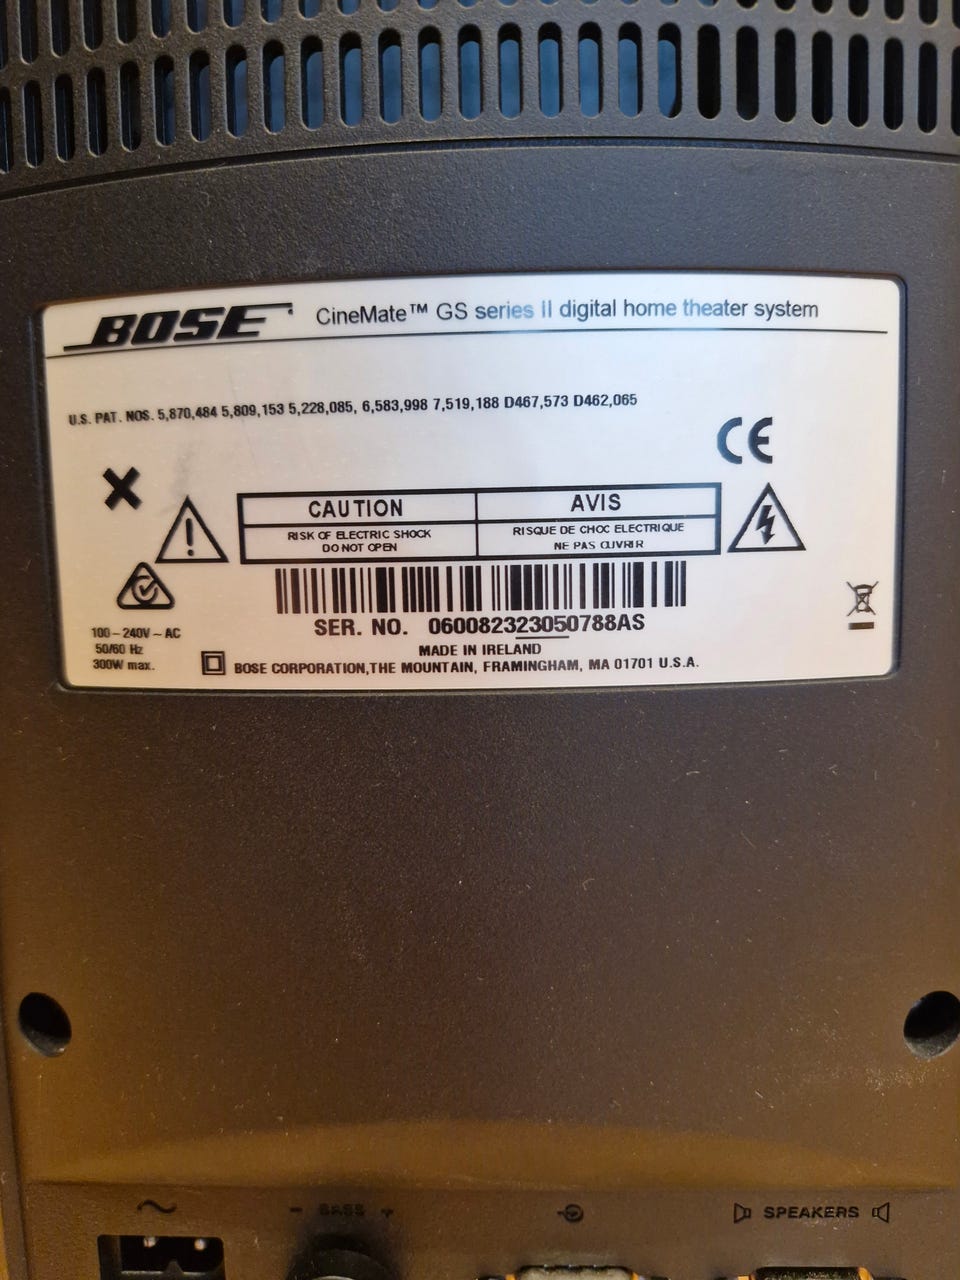 BOSE CineMate™ GS series II digital home theater system
U.S. PAT. NOS. 5,870,484 5,809,153 5,228,085, 6,583,998 7,519,188 D467,573 D462,065
CE
CAUTION
RISK OF ELECTRIC SHOCK
DO NOT OPEN
AVIS
RISQUE DE CHOC ELECTRIQUE
NE PAS OUVRIR
SER. NO. 060082323050788AS
100-240V ~ AC
50/60 Hz
300W max.
MADE IN IRELAND
BOSE CORPORATION, THE MOUNTAIN, FRAMINGHAM, MA 01701 U.S.A.
- BASS +
SPEAKERS